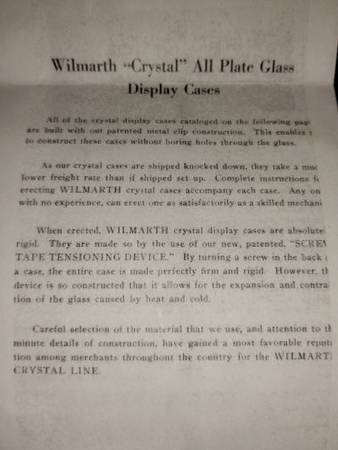 Wilmarth "Crystal" All Plate Glass
Display Cases
All of the crystal display cases cataloged on the following pag
are built with our patented metal clip construction. This enables
to construct these cases without boring holes through the glass.
As our crystal cases are shipped knocked down, they take a muc
lower freight rate than if shipped set up. Complete instructions f
erecting WILMARTH crystal cases accompany each case. Any on
with no experience, can erect one as satisfactorily as a skilled mechani
When erected, WILMARTH crystal display cases are absolute
rigid. They are made so by the use of our new, patented, "SCREW
TAPE TENSIONING DEVICE." By turning a screw in the back
a case, the entire case is made perfectly firm and rigid. However, th
device is so constructed that it allows for the expansion and contra
tion of the glass caused by heat and cold.
Careful selection of the material that we use, and attention to th
minute details of construction, have gained a most favorable reput
tion among merchants throughout the country for the WILMART
CRYSTAL LINE.